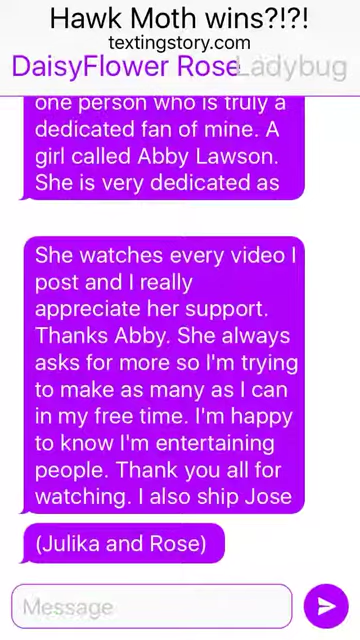 Hawk Moth wins?!?!
textingstory.com
DaisyFlower Rose Ladybug
one person who is truly a
dedicated fan of mine. A
girl called Abby Lawson.
She is very dedicated as
She watches every video I
post and I really
appreciate her support.
Thanks Abby. She always
asks for more so I'm trying
to make as many as I can
in my free time. I'm happy
to know I'm entertaining
people. Thank you all for
watching. I also ship Jose
(Julika and Rose)
Message